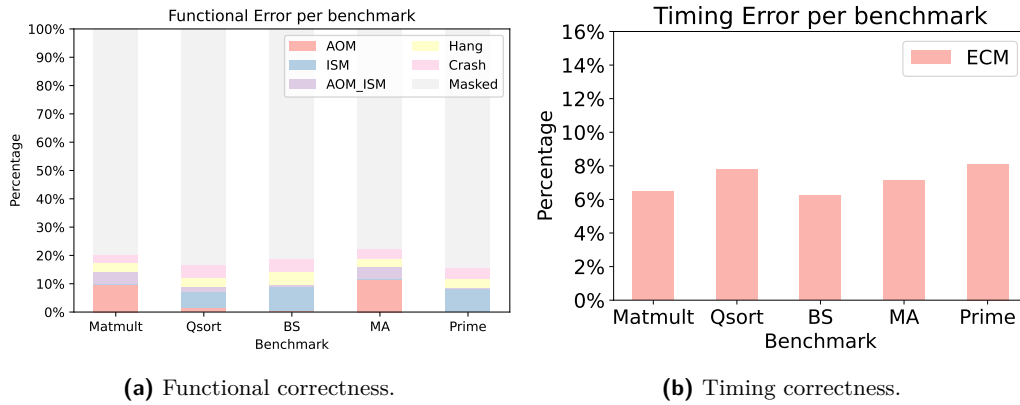 Functional Error per benchmark
100%
90%
80%
70%
60%
50%
40%
30%
20%
10%
0%
Percentage
AOM
ISM
AOM_ISM
Hang
Crash
Masked
Matmult Qsort BS MA Prime
Benchmark
(a) Functional correctness.
Timing Error per benchmark
16%
14%
12%
10%
8%
6%
4%
2%
0%
Percentage
ECM
Matmult Qsort BS MA Prime
Benchmark
(b) Timing correctness.